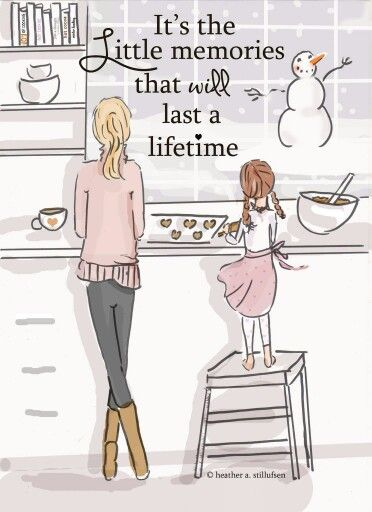 It's the
Little memories
that will
last a
lifetime
© heather a. stillufsen